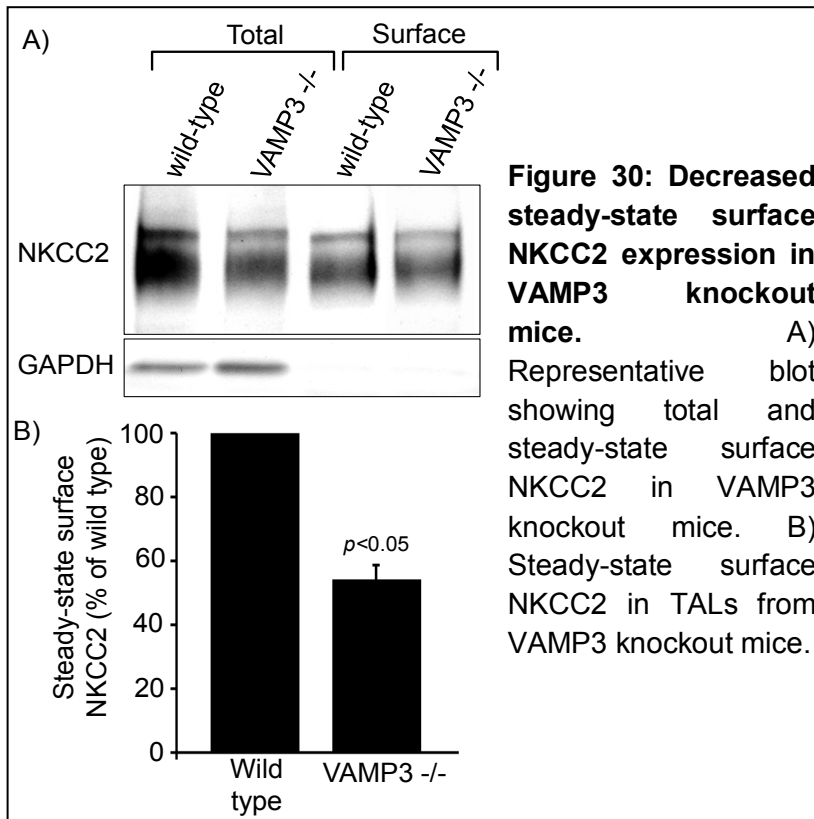 A)
Total Surface
wild-type VAMP3 -/- wild-type VAMP3 -/-
NKCC2
GAPDH
B)
Steady-state surface
NKCC2 (% of wild type)
100
80
60
40
20
0
p<0.05
Wild
type
VAMP3 -/-
Figure 30: Decreased
steady-state surface
NKCC2 expression in
VAMP3 knockout
mice. A)
Representative blot
showing total and
steady-state surface
NKCC2 in VAMP3
knockout mice. B)
Steady-state surface
NKCC2 in TALs from
VAMP3 knockout mice.